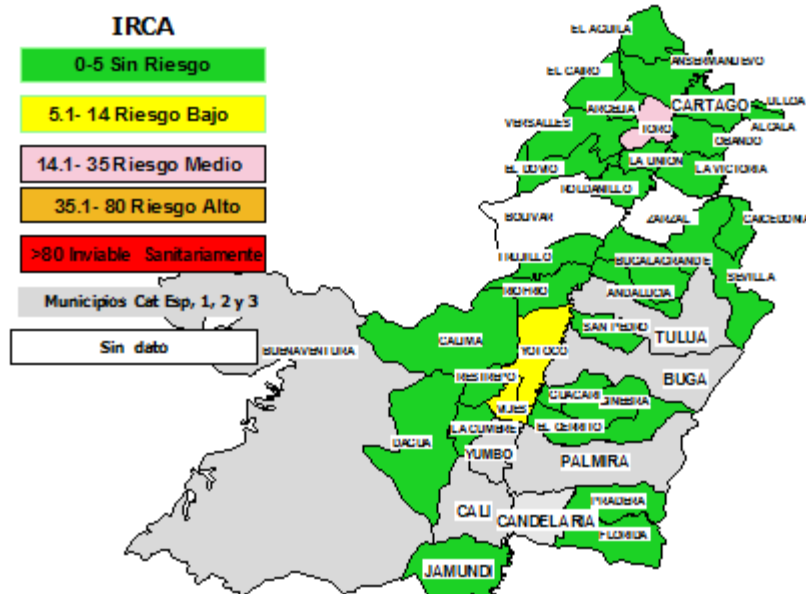 IRCA
0-5 Sin Riesgo
5.1- 14 Riesgo Bajo
14.1- 35 Riesgo Medio
35.1- 80 Riesgo Alto
>80 Inviable Sanitariamente
Municipios Cat Esp, 1, 2 y 3
Sin dato
EL AGUILA
ANSERMANUEVO
EL CAIRO
ARGELIA
CARTAGO
ULLOA
ALCALA
VERSALLES
TORO
OBANDO
EL DOVIO
LA UNION
LA VICTORIA
ROLDANILLO
BOLIVAR
ZARZAL
CAICEDONIA
TRUJILLO
BUGALAGRANDE
SEVILLA
RIOFRIO
ANDALUCIA
SAN PEDRO
TULUA
CALIMA
YOTOCO
BUENAVENTURA
RESTREPO
BUGA
GUACARI
GINEBRA
VIJES
LA CUMBRE
EL CERRITO
DAGUA
YUMBO
PALMIRA
PRADERA
CALI
CANDELARIA
FLORIDA
JAMUNDI